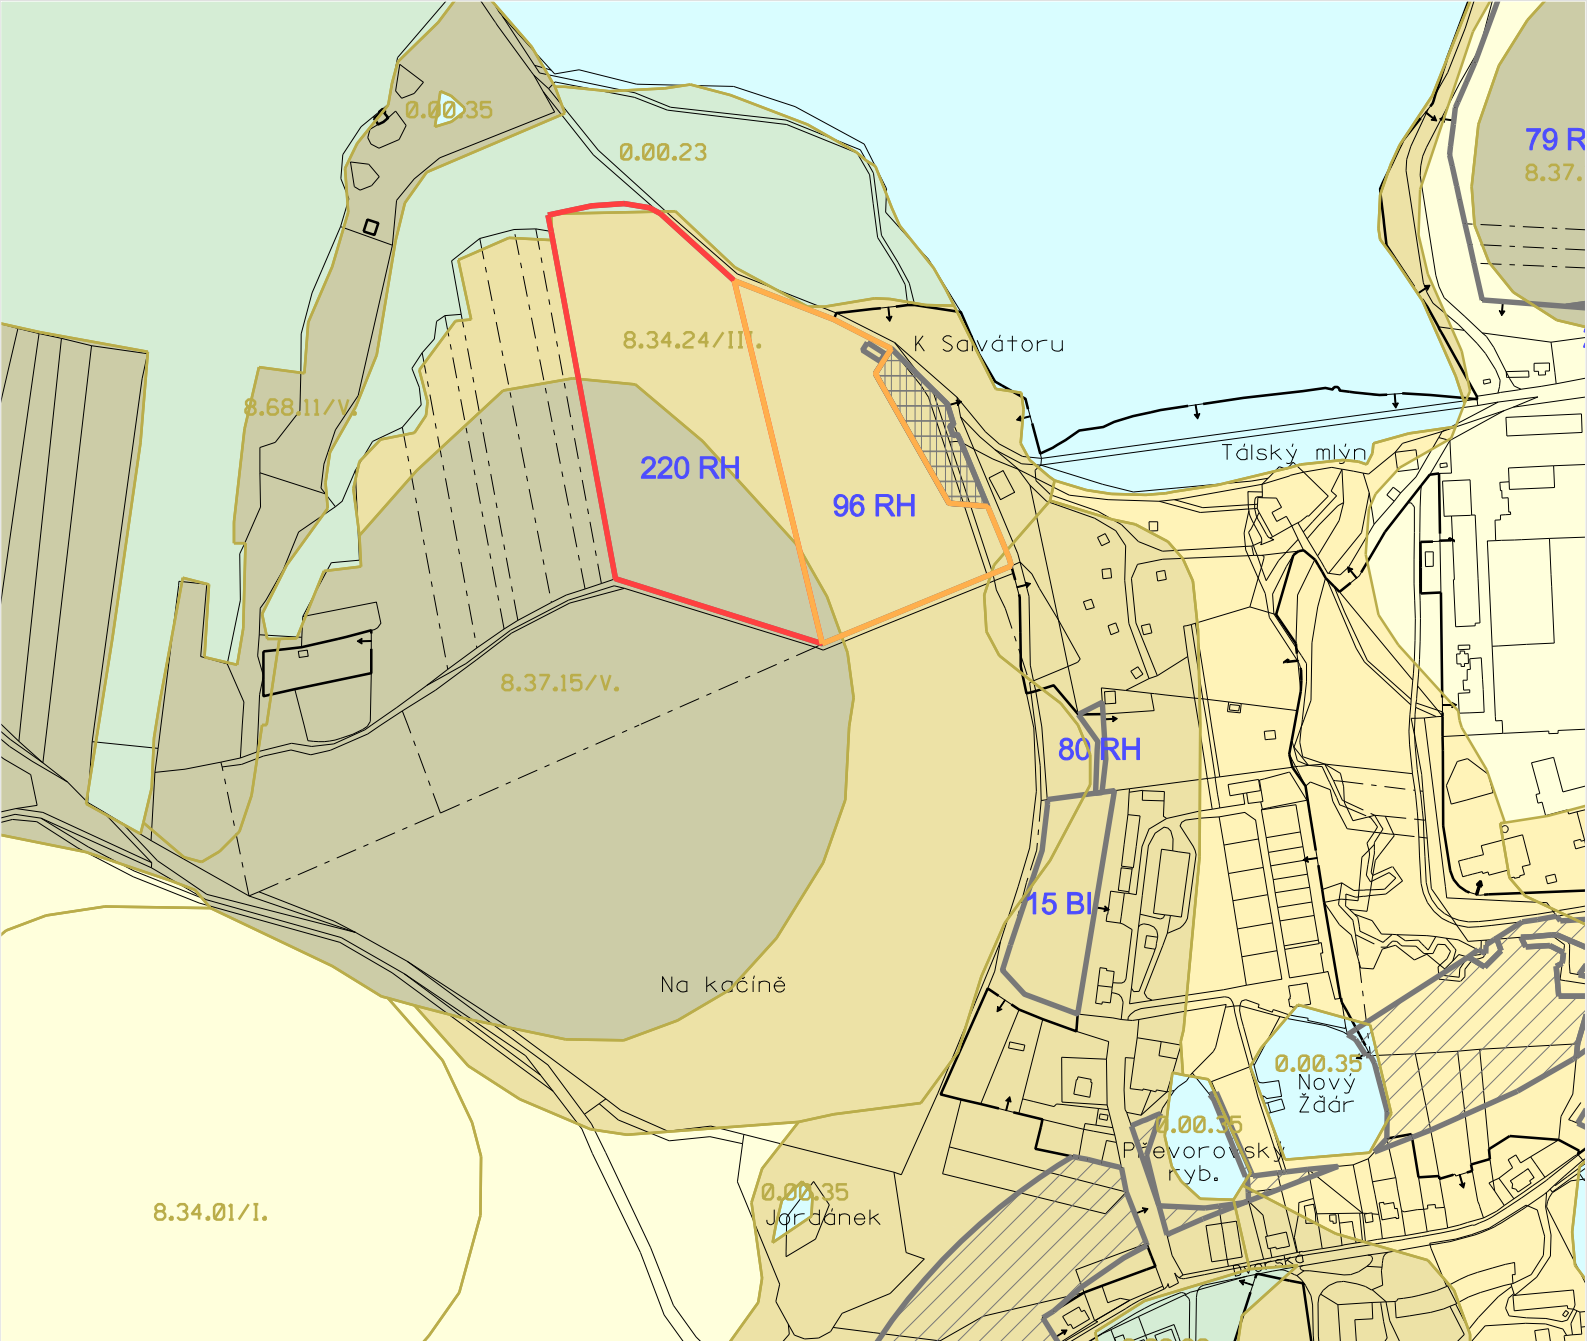 0.00.35
79 R
0.00.23
8.37.
8.34.24/III.
K Salvátoru
8.68.11/V.
Tálský mlýn
220 RH
96 RH
8.37.15/V.
80 RH
15 BI
Na kačíně
0.00.35
Nový
Žďár
0.00.35
Převorovský
ryb.
0.00.35
Jordánek
8.34.01/I.
Dvorská